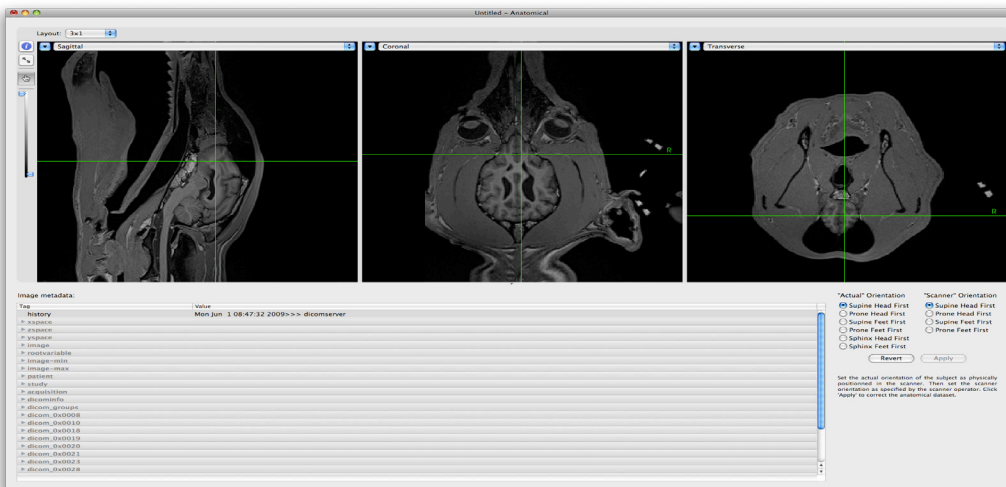 Untitled - Anatomical
Layout: 3x1
Sagittal
Coronal
Transverse
R
R
Image metadata:
Tag Value
history Mon Jun 1 08:47:32 2009>>> dicomserver
xspace
zspace
yspace
image
rootvariable
image-min
image-max
patient
study
acquisition
dicominfo
dicom_groups
dicom_0x0008
dicom_0x0010
dicom_0x0018
dicom_0x0019
dicom_0x0020
dicom_0x0021
dicom_0x0023
dicom_0x0028
"Actual" Orientation "Scanner" Orientation
Supine Head First Supine Head First
Prone Head First Prone Head First
Supine Feet First Supine Feet First
Prone Feet First Prone Feet First
Sphinx Head First
Sphinx Feet First
Revert Apply
Set the actual orientation of the subject as physically
positionned in the scanner. Then set the scanner
orientation as specified by the scanner operator. Click
'Apply' to correct the anatomical dataset.